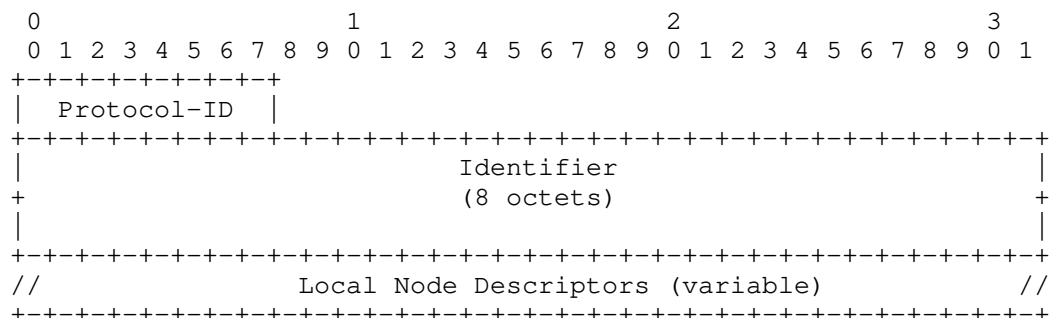 0                   1                   2                   3
 0 1 2 3 4 5 6 7 8 9 0 1 2 3 4 5 6 7 8 9 0 1 2 3 4 5 6 7 8 9 0 1
+-+-+-+-+-+-+-+-+
|  Protocol-ID  |
+-+-+-+-+-+-+-+-+-+-+-+-+-+-+-+-+-+-+-+-+-+-+-+-+-+-+-+-+-+-+-+-+
|                           Identifier                          |
+                           (8 octets)                          +
|                                                               |
+-+-+-+-+-+-+-+-+-+-+-+-+-+-+-+-+-+-+-+-+-+-+-+-+-+-+-+-+-+-+-+-+
//                Local Node Descriptors (variable)            //
+-+-+-+-+-+-+-+-+-+-+-+-+-+-+-+-+-+-+-+-+-+-+-+-+-+-+-+-+-+-+-+-+